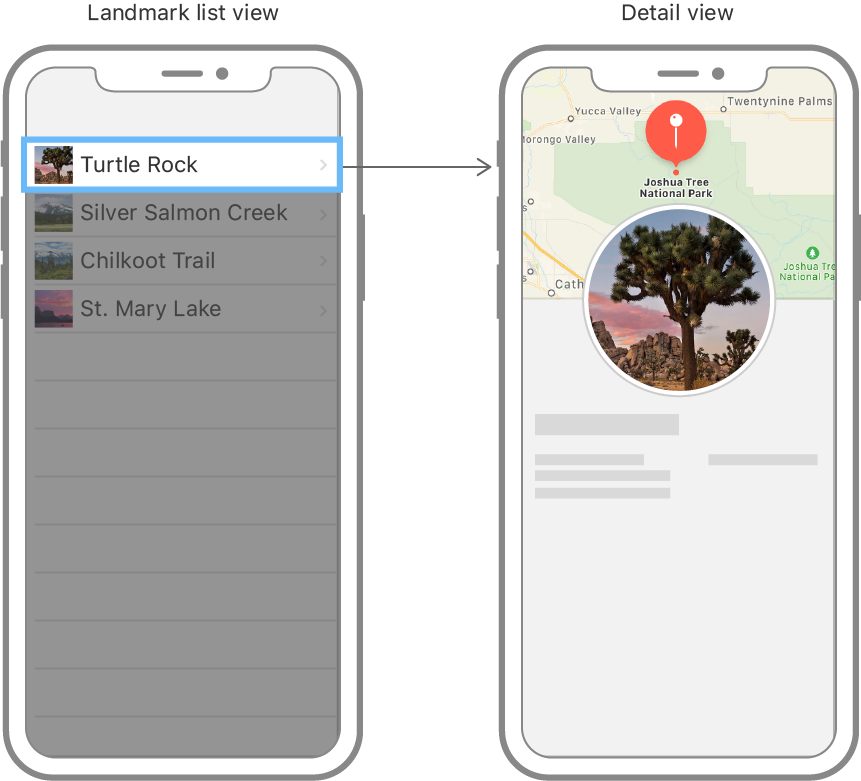 Landmark list view
Detail view
Turtle Rock
Silver Salmon Creek
Chilkoot Trail
St. Mary Lake
Yucca Valley
Twentynine Palms
Morongo Valley
Joshua Tree
National Park
Cath
Joshua Tre
National Pa